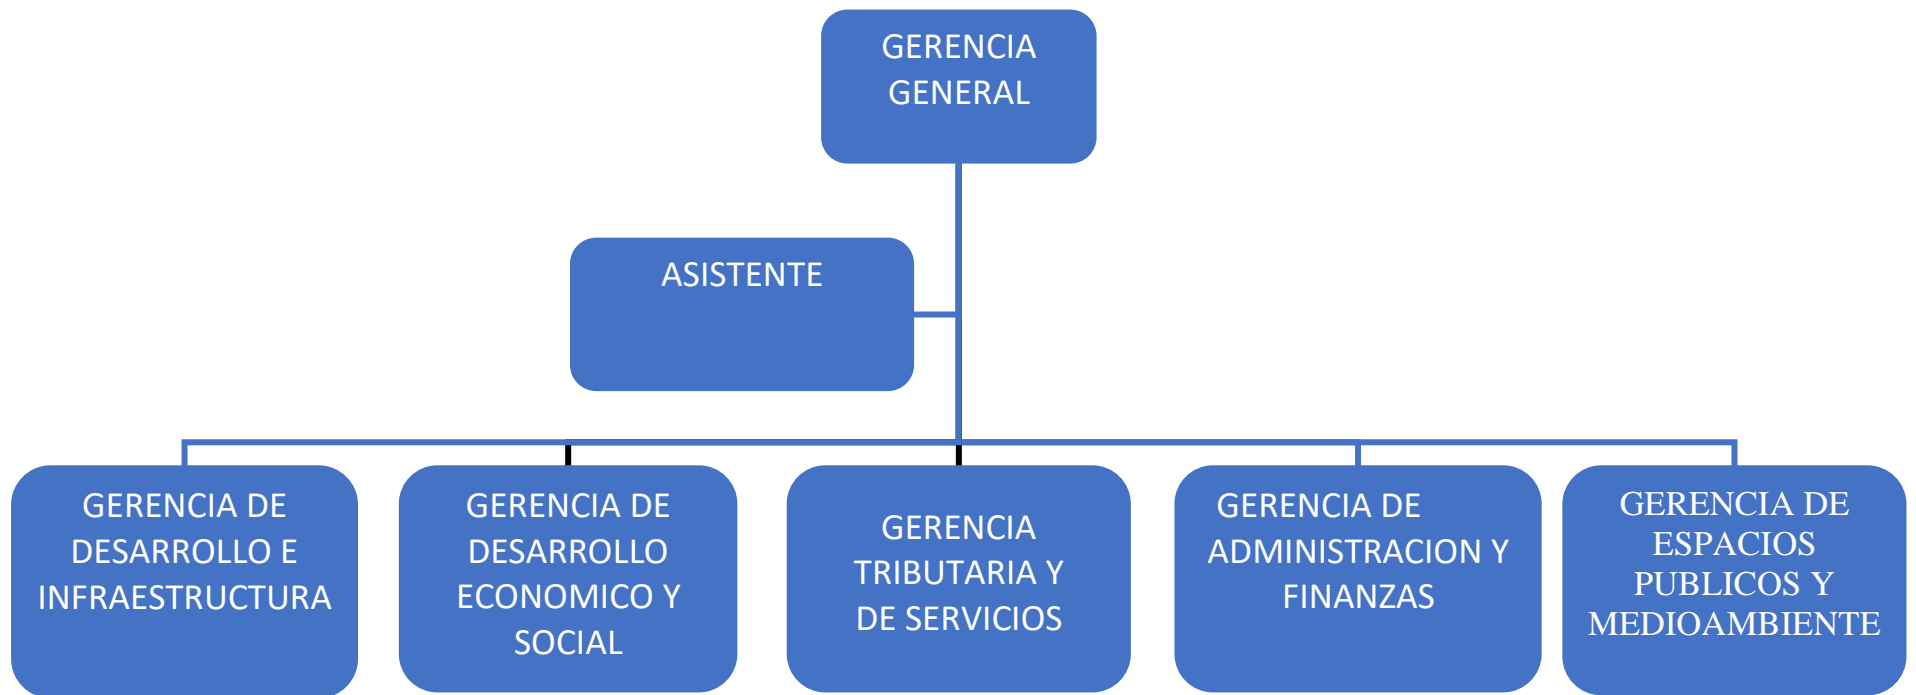 GERENCIA
GENERAL
ASISTENTE
GERENCIA DE
DESARROLLO E
INFRAESTRUCTURA
GERENCIA DE
DESARROLLO
ECONOMICO Y
SOCIAL
GERENCIA
TRIBUTARIA Y
DE SERVICIOS
GERENCIA DE
ADMINISTRACION Y
FINANZAS
GERENCIA DE
ESPACIOS
PUBLICOS Y
MEDIOAMBIENTE